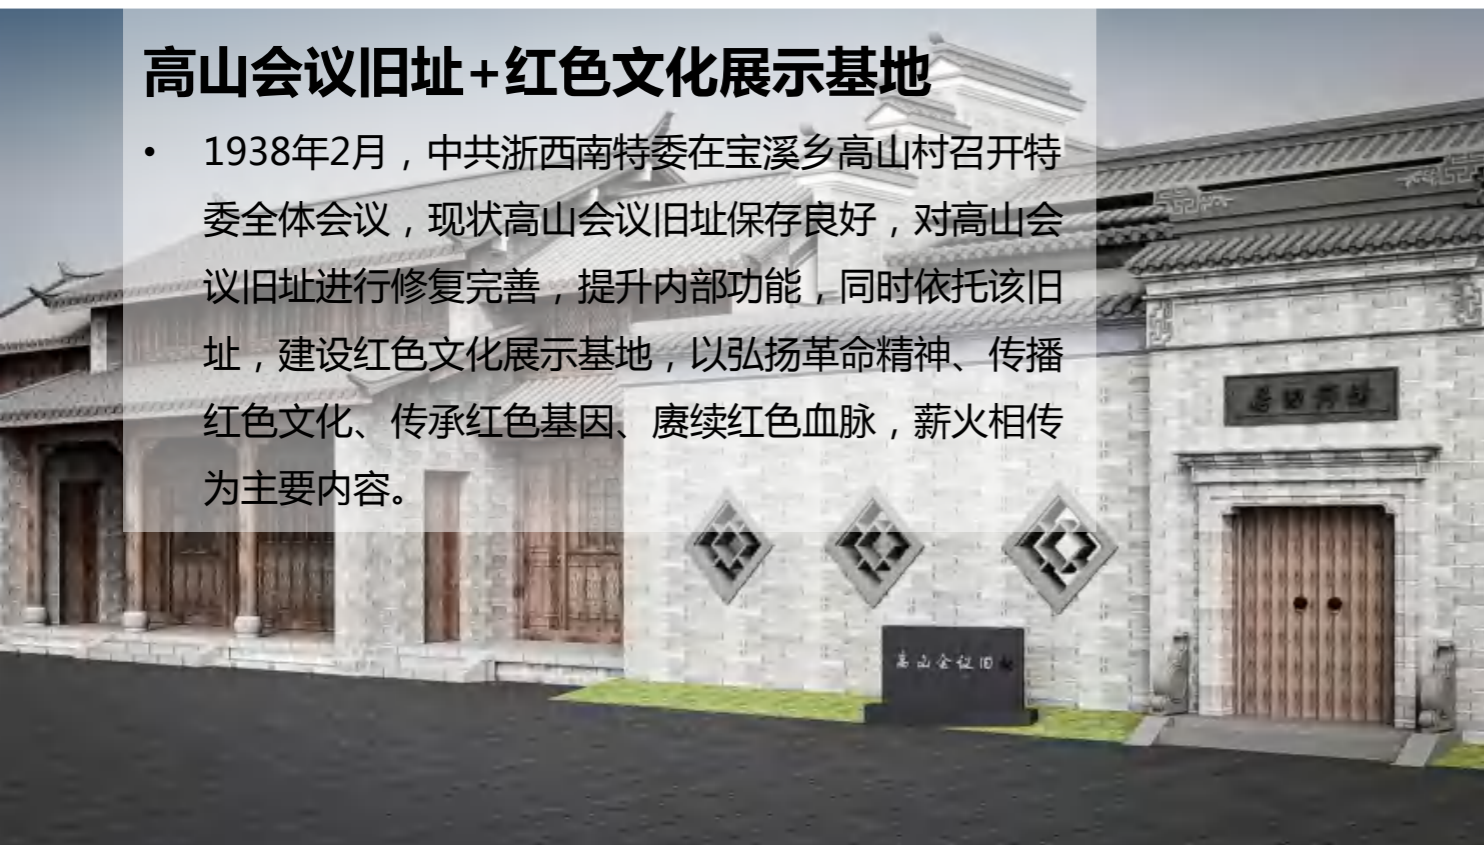 高山会议旧址+红色文化展示基地
• 1938年2月，中共浙西南特委在宝溪乡高山村召开特
委全体会议，现状高山会议旧址保存良好，对高山会
议旧址进行修复完善，提升内部功能，同时依托该旧
址，建设红色文化展示基地，以弘扬革命精神、传播
红色文化、传承红色基因、赓续红色血脉，薪火相传
为主要内容。
高山会议旧址